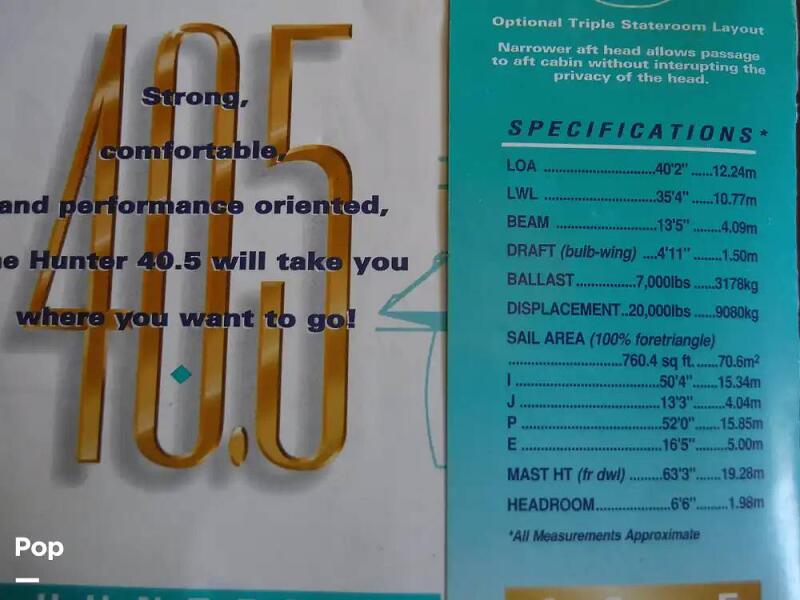 40.5
Strong,
comfortable,
and performance oriented,
Hunter 40.5 will take you
where you want to go!
Optional Triple Stateroom Layout
Narrower aft head allows passage
to aft cabin without interupting the
privacy of the head.
SPECIFICATIONS*
LOA ..............................40'2" ......12.24m
LWL ..............................35'4" ......10.77m
BEAM ............................13'5" ........4.09m
DRAFT (bulb-wing) ....4'11" ........1.50m
BALLAST................7,000lbs .....3178kg
DISPLACEMENT..20,000lbs .....9080kg
SAIL AREA (100% foretriangle)
..............................760.4 sq ft. ......70.6m²
I ........................................50'4".......15.34m
J .......................................13'3".........4.04m
P .......................................52'0" ......15.85m
E .......................................16'5"........5.00m
MAST HT (fr dwl) .........63'3".......19.28m
HEADROOM....................6'6" ........1.98m
*All Measurements Approximate
Pop